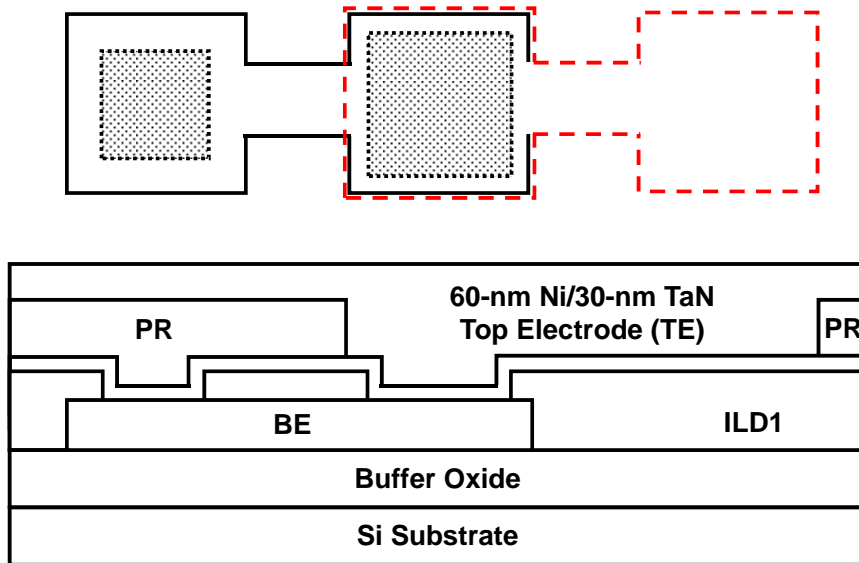 60-nm Ni/30-nm TaN
PR
Top Electrode (TE)
PR
BE
ILD1
Buffer Oxide
Si Substrate